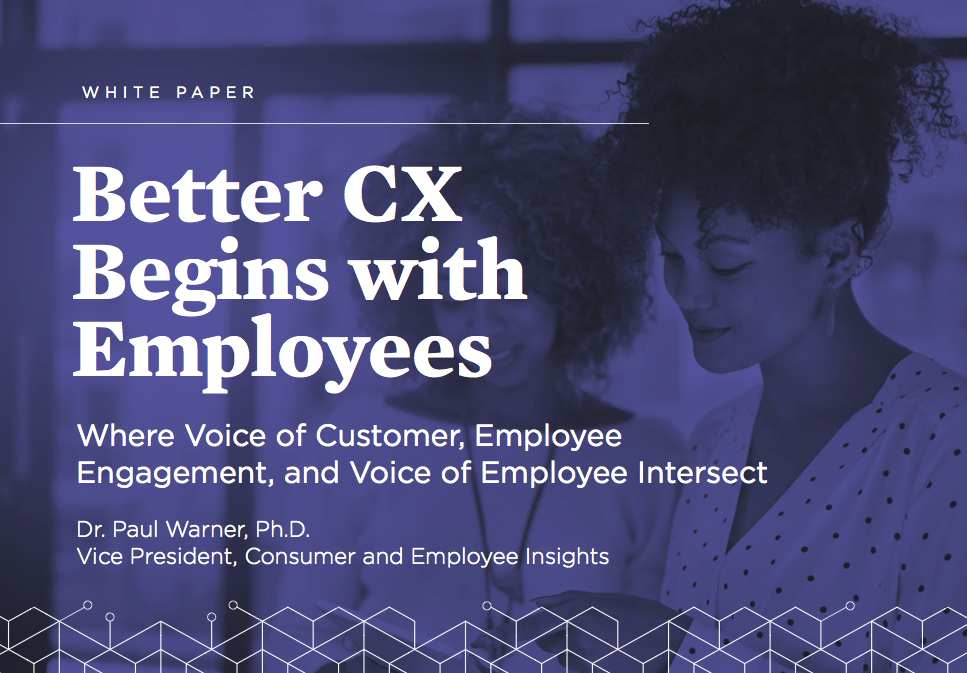 WHITE PAPER
Better CX
Begins with
Employees
Where Voice of Customer, Employee
Engagement, and Voice of Employee Intersect
Dr. Paul Warner, Ph.D.
Vice President, Consumer and Employee Insights